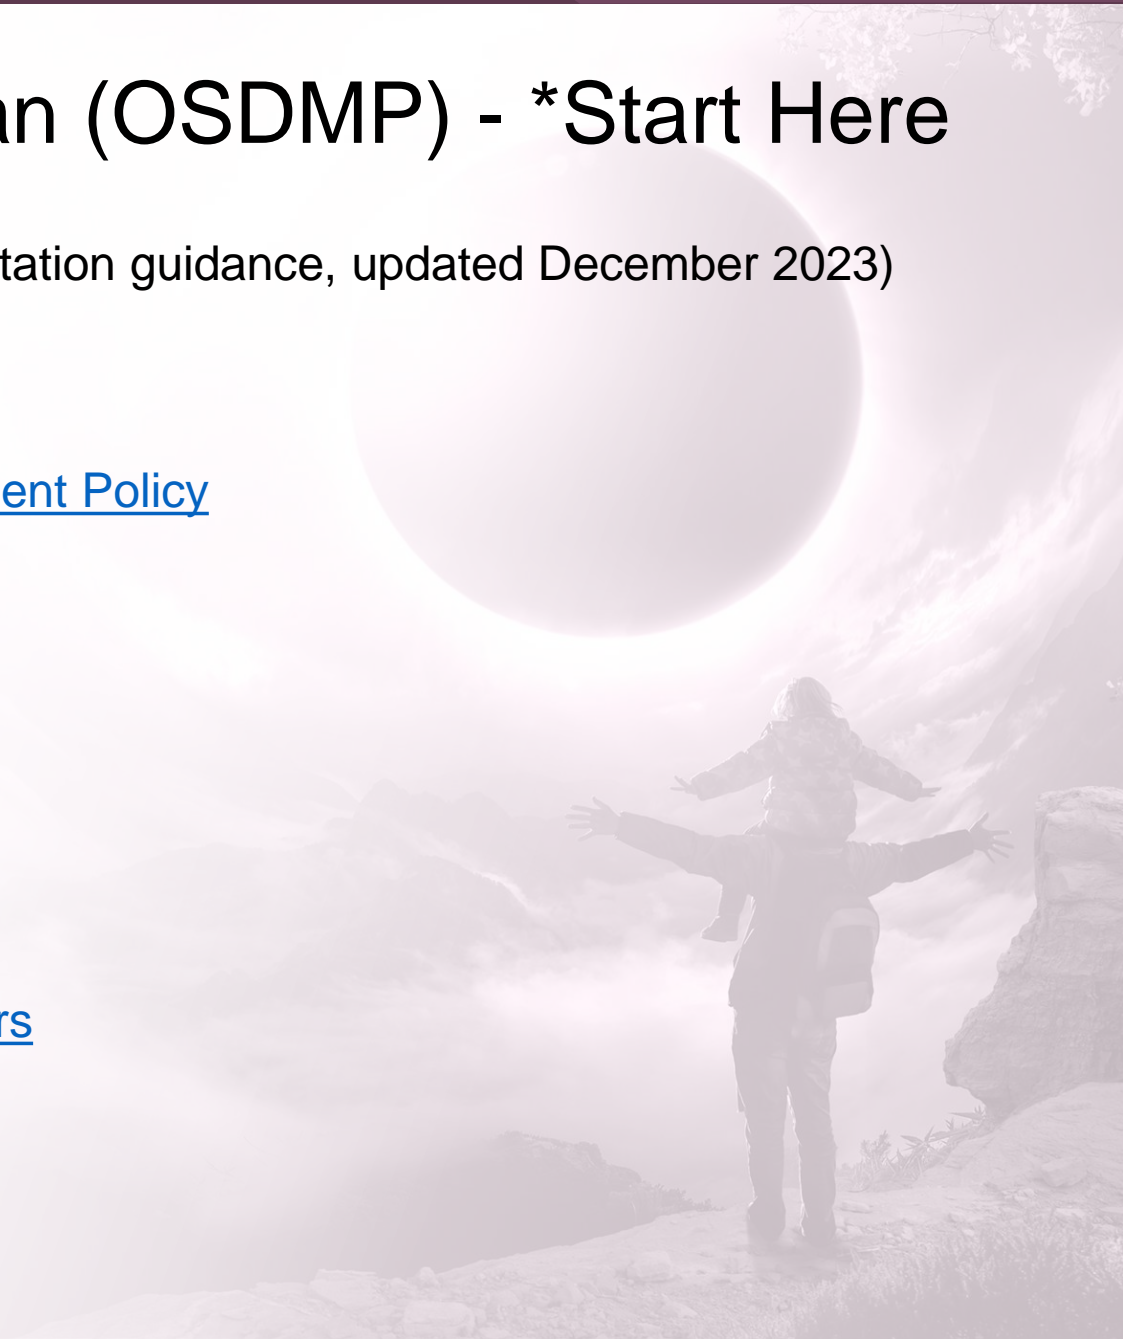 an (OSDMP) - *Start Here
tation guidance, updated December 2023)
ent Policy
rs